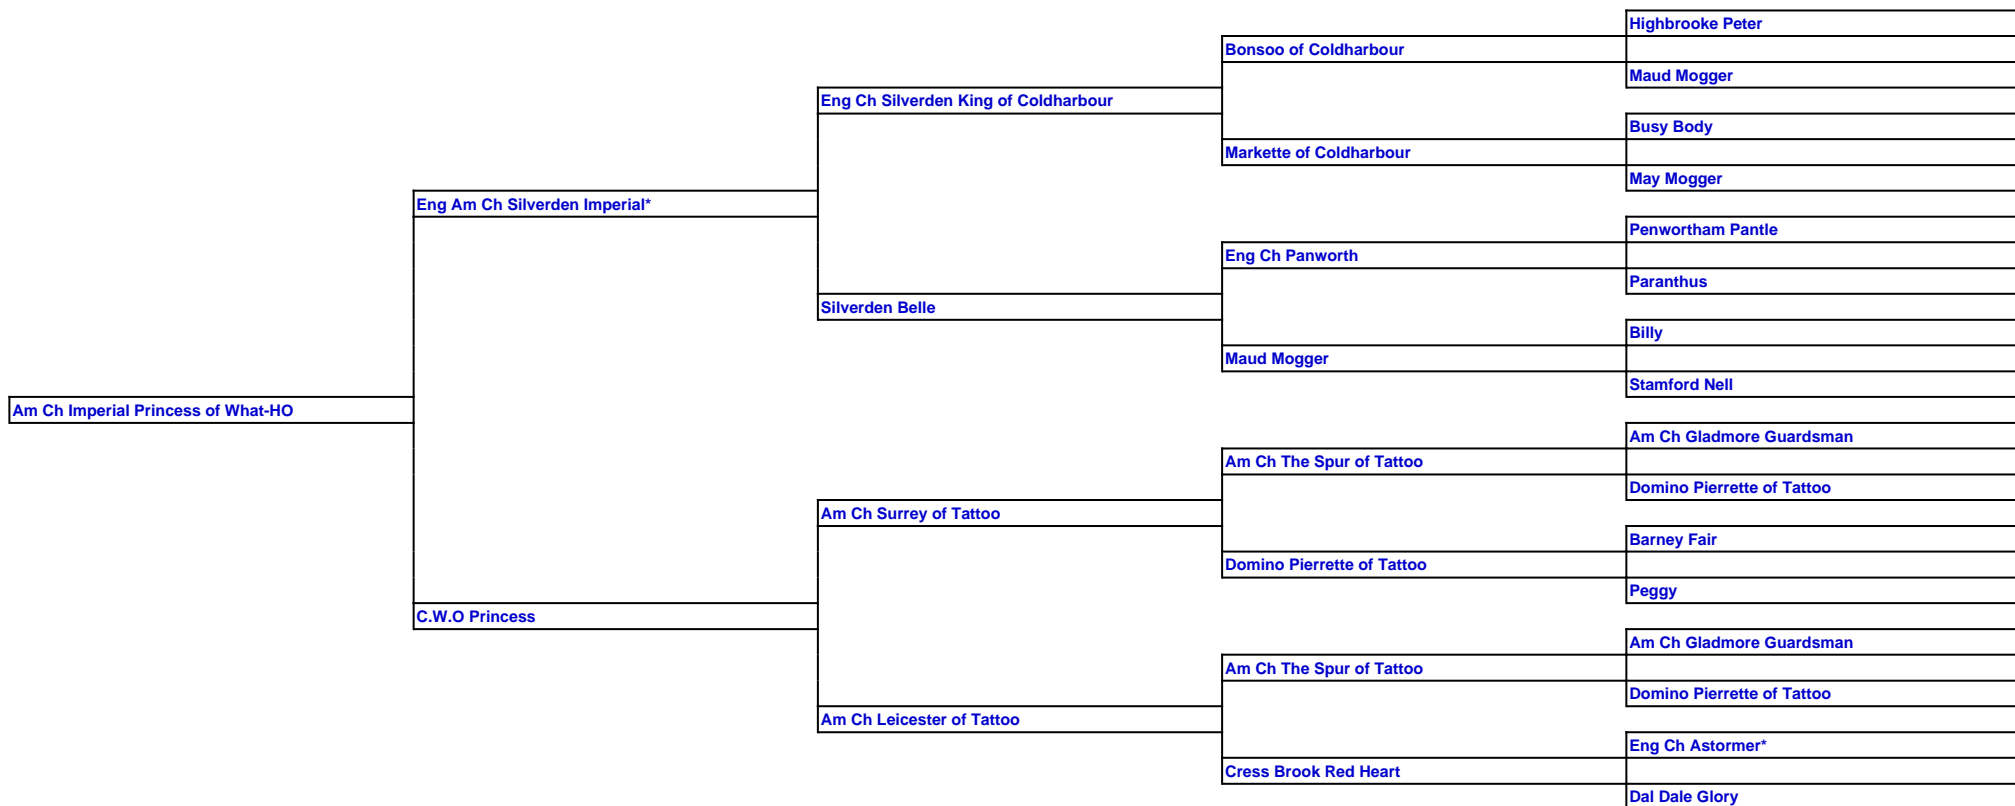 Highbrooke Peter
Bonsoo of Coldharbour
Maud Mogger
Eng Ch Silverden King of Coldharbour
Busy Body
Markette of Coldharbour
May Mogger
Eng Am Ch Silverden Imperial*
Penwortham Pantle
Eng Ch Panworth
Paranthus
Silverden Belle
Billy
Maud Mogger
Stamford Nell
Am Ch Imperial Princess of What-HO
Am Ch Gladmore Guardsman
Am Ch The Spur of Tattoo
Domino Pierrette of Tattoo
Am Ch Surrey of Tattoo
Barney Fair
Domino Pierrette of Tattoo
Peggy
C.W.O Princess
Am Ch Gladmore Guardsman
Am Ch The Spur of Tattoo
Domino Pierrette of Tattoo
Am Ch Leicester of Tattoo
Eng Ch Astormer*
Cress Brook Red Heart
Dal Dale Glory